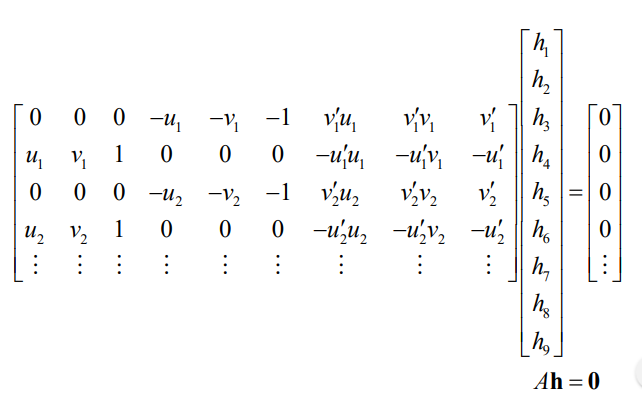 [ 0 0 0 −u₁ −v₁ −1 v′₁u₁ v′₁v₁ v′₁ ] [ h₁ ] [ 0 ]
[ u₁ v₁ 1 0 0 0 −u′₁u₁ −u′₁v₁ −u′₁ ] [ h₂ ] [ 0 ]
[ 0 0 0 −u₂ −v₂ −1 v′₂u₂ v′₂v₂ v′₂ ] [ h₃ ] = [ 0 ]
[ u₂ v₂ 1 0 0 0 −u′₂u₂ −u′₂v₂ −u′₂ ] [ h₄ ] [ 0 ]
[ ⋮ ⋮ ⋮ ⋮ ⋮ ⋮ ⋮ ⋮ ⋮ ] [ h₅ ] [ ⋮ ]
[ h₆ ]
[ h₇ ]
[ h₈ ]
[ h₉ ]
Ah = 0